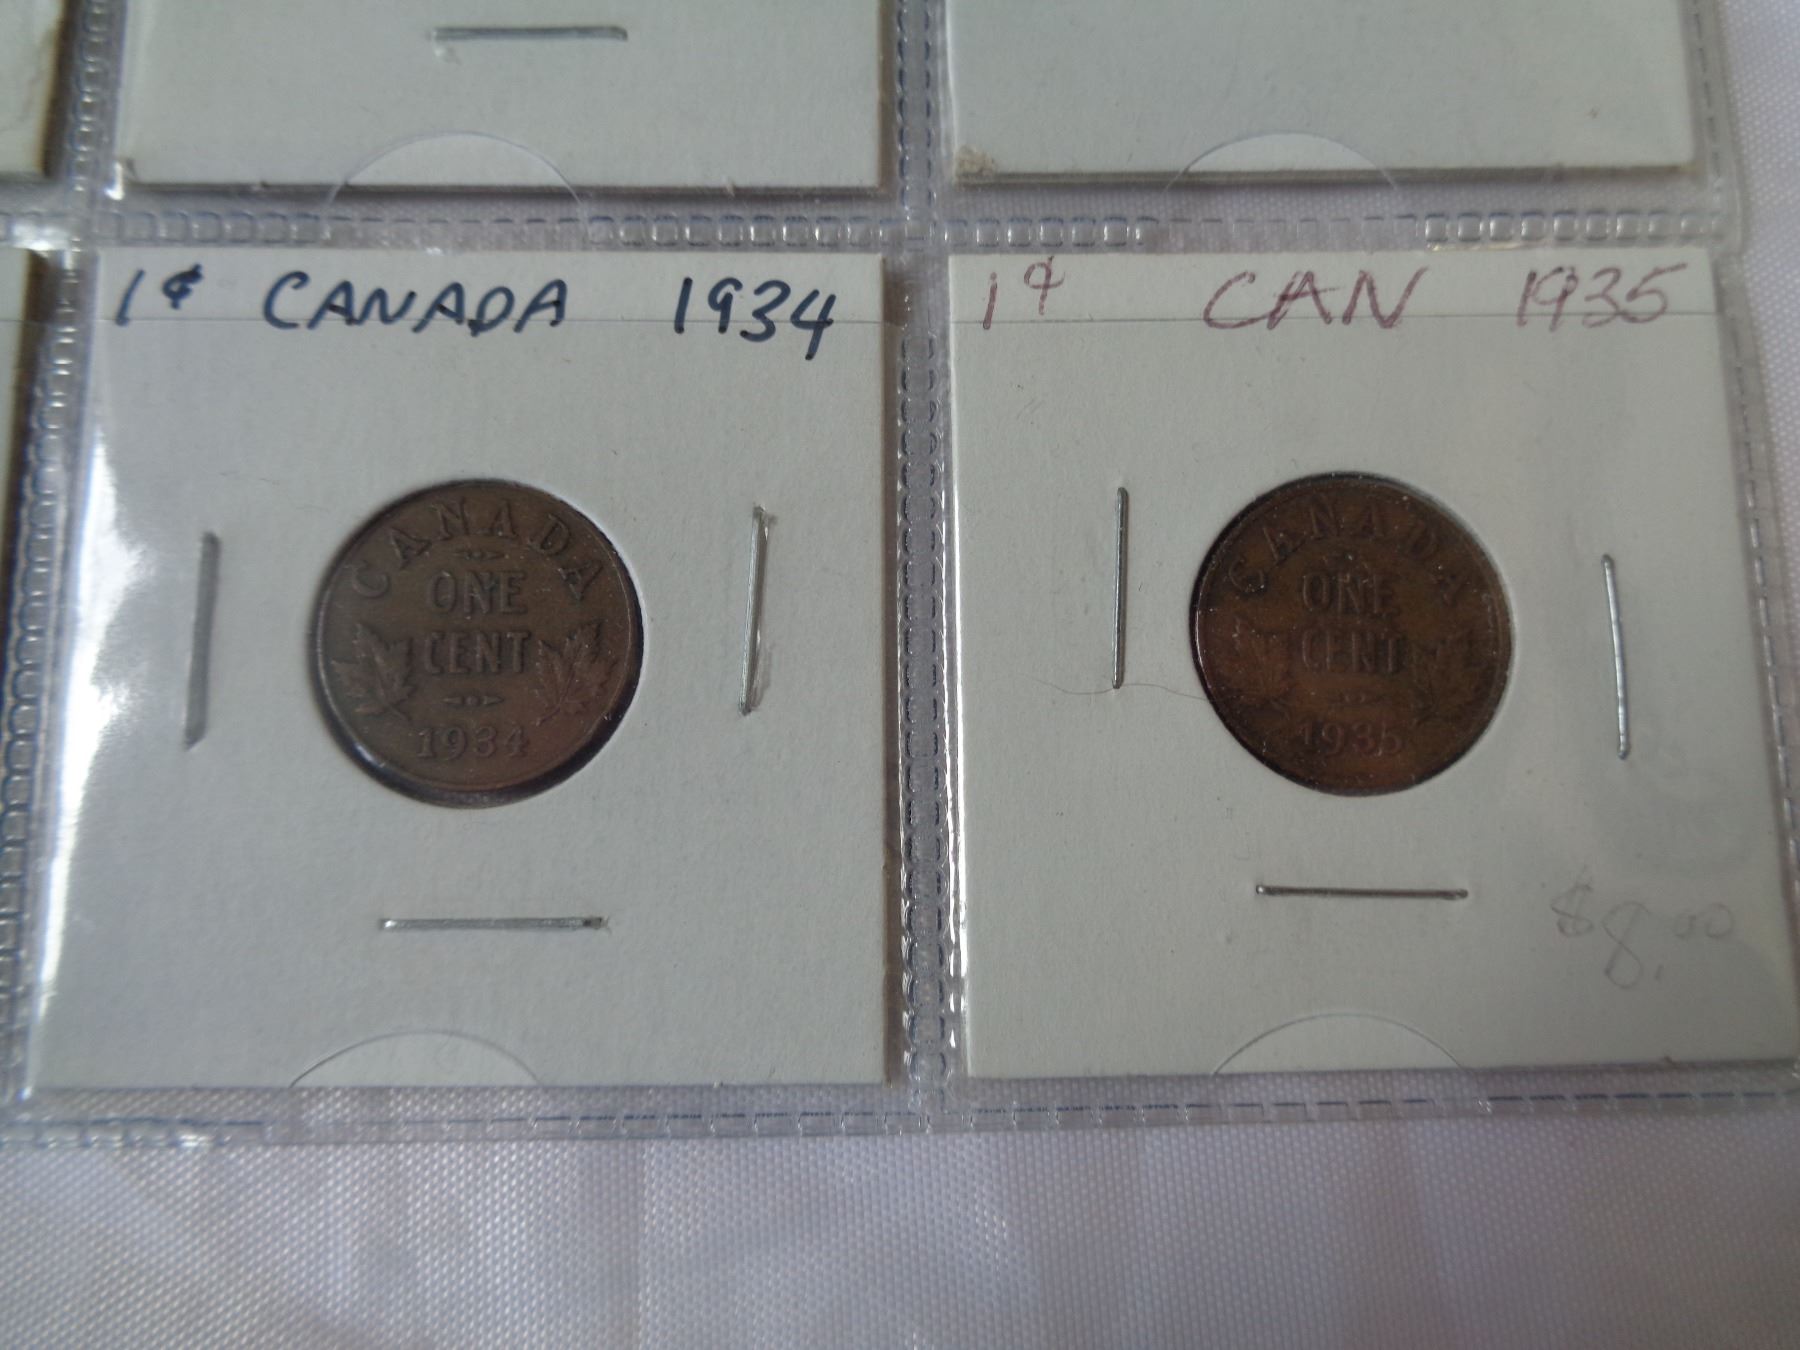 1¢ CANADA 1934
CANADA
ONE
CENT
1934
1¢ CAN 1935
CANADA
ONE
CENT
1935
$8.00